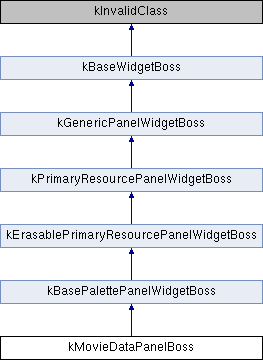 kInvalidClass
kBaseWidgetBoss
kGenericPanelWidgetBoss
kPrimaryResourcePanelWidgetBoss
kErasablePrimaryResourcePanelWidgetBoss
kBasePalettePanelWidgetBoss
kMovieDataPanelBoss